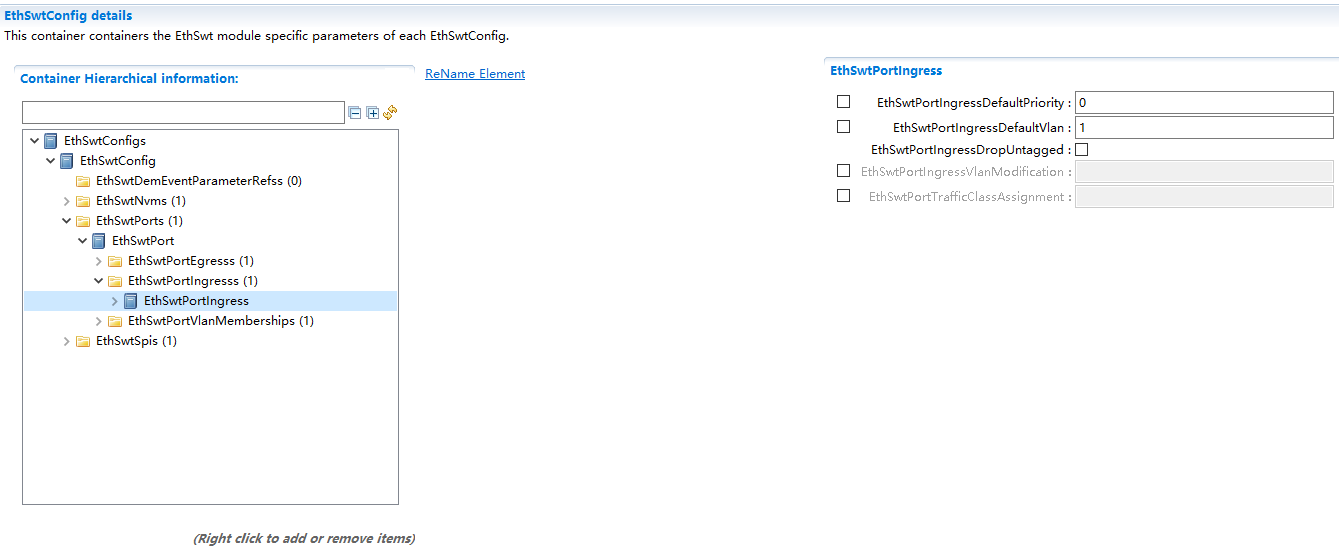 EthSwtConfig details
This container containers the EthSwt module specific parameters of each EthSwtConfig.
Container Hierarchical information:
ReName Element
EthSwtConfigs
EthSwtConfig
EthSwtDemEventParameterRefss (0)
EthSwtNvms (1)
EthSwtPorts (1)
EthSwtPort
EthSwtPortEgresss (1)
EthSwtPortIngresss (1)
EthSwtPortIngress
EthSwtPortVlanMemberships (1)
EthSwtSpis (1)
(Right click to add or remove items)
EthSwtPortIngress
EthSwtPortIngressDefaultPriority : 0
EthSwtPortIngressDefaultVlan : 1
EthSwtPortIngressDropUntagged :
EthSwtPortIngressVlanModification :
EthSwtPortTrafficClassAssignment :